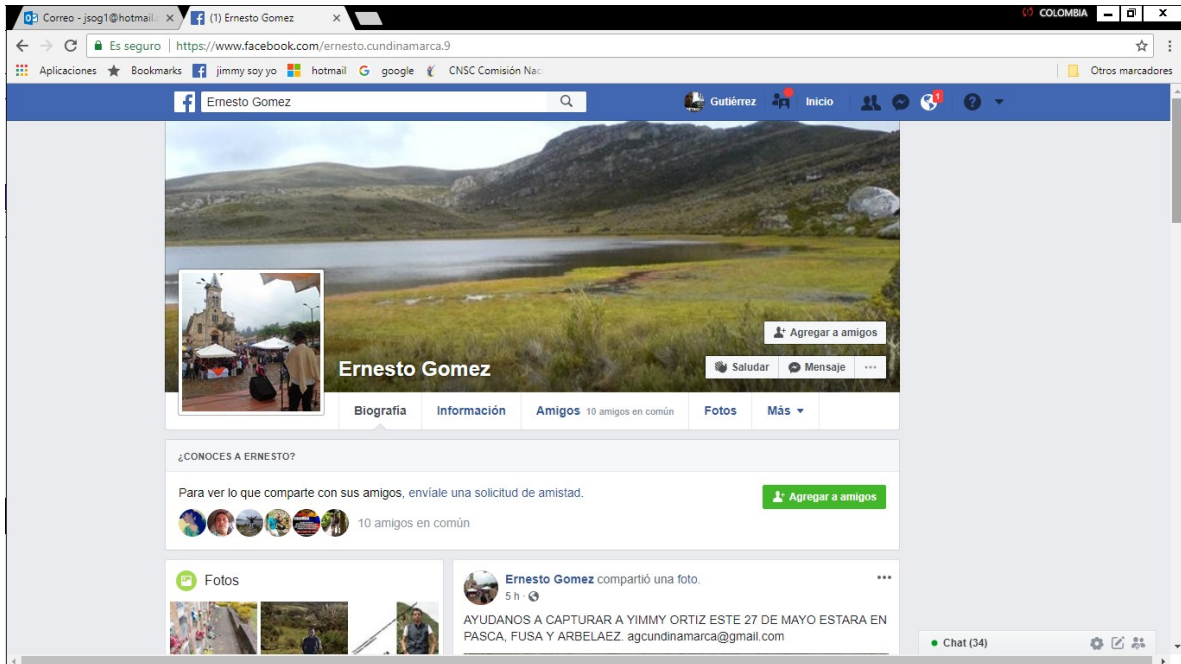 Correo - jsog1@hotmail.c
(1) Ernesto Gomez
COLOMBIA
Es seguro | https://www.facebook.com/ernesto.cundinamarca.9
Aplicaciones Bookmarks jimmy soy yo hotmail google CNSC Comisión Nac Otros marcadores
Ernesto Gomez Gutiérrez Inicio 1
Ernesto Gomez
Agregar a amigos
Saludar Mensaje ...
Biografía Información Amigos 10 amigos en común Fotos Más
¿CONOCES A ERNESTO?
Para ver lo que comparte con sus amigos, envíale una solicitud de amistad.
Agregar a amigos
10 amigos en común
Fotos
Ernesto Gomez compartió una foto.
5 h ·
AYUDANOS A CAPTURAR A YIMMY ORTIZ ESTE 27 DE MAYO ESTARA EN
PASCA, FUSA Y ARBELAEZ. agcundinamarca@gmail.com
Chat (34)